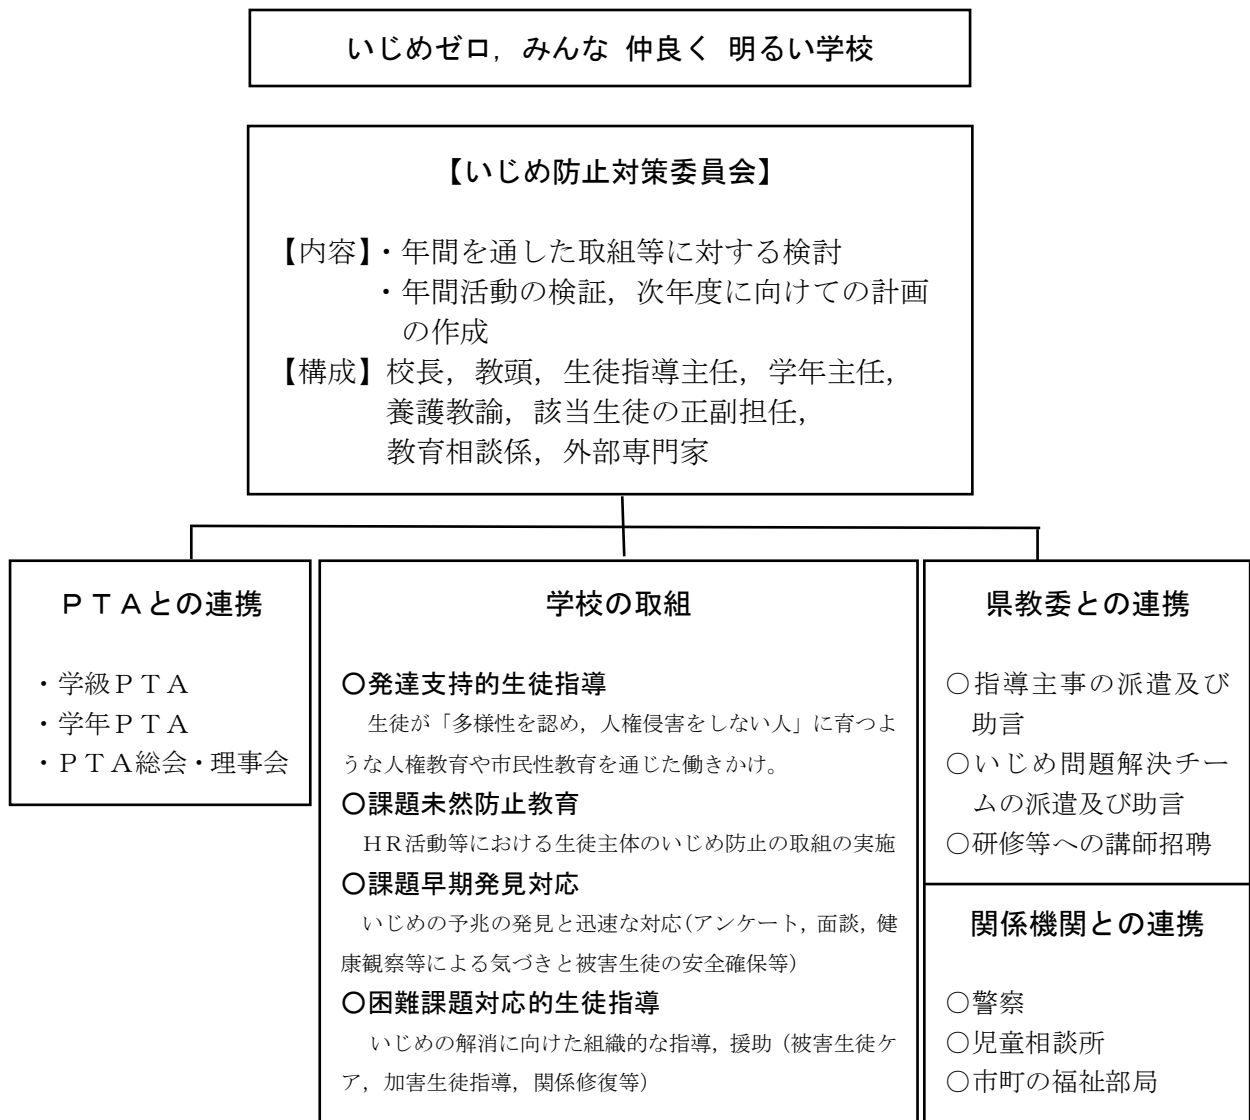 いじめゼロ，みんな 仲良く 明るい学校
【いじめ防止対策委員会】
【内容】・年間を通した取組等に対する検討
・年間活動の検証，次年度に向けての計画
の作成
【構成】校長，教頭，生徒指導主任，学年主任，
養護教諭，該当生徒の正副担任，
教育相談係，外部専門家
ＰＴＡとの連携
・学級ＰＴＡ
・学年ＰＴＡ
・ＰＴＡ総会・理事会
学校の取組
〇発達支持的生徒指導
生徒が「多様性を認め，人権侵害をしない人」に育つよ
うな人権教育や市民性教育を通じた働きかけ。
〇課題未然防止教育
ＨＲ活動等における生徒主体のいじめ防止の取組の実施
〇課題早期発見対応
いじめの予兆の発見と迅速な対応（アンケート，面談，健
康観察等による気づきと被害生徒の安全確保等）
〇困難課題対応的生徒指導
いじめの解消に向けた組織的な指導，援助（被害生徒ケ
ア，加害生徒指導，関係修復等）
県教委との連携
○指導主事の派遣及び
助言
○いじめ問題解決チー
ムの派遣及び助言
○研修等への講師招聘
関係機関との連携
○警察
○児童相談所
○市町の福祉部局